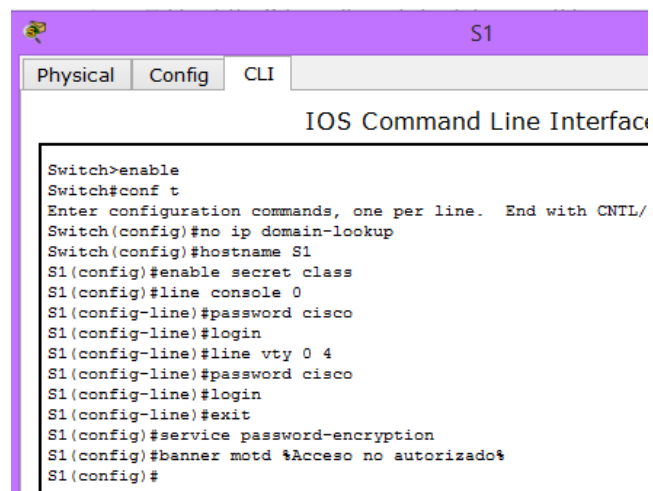 S1
Physical Config CLI
IOS Command Line Interface
Switch>enable
Switch#conf t
Enter configuration commands, one per line. End with CNTL/
Switch(config)#no ip domain-lookup
Switch(config)#hostname S1
S1(config)#enable secret class
S1(config)#line console 0
S1(config-line)#password cisco
S1(config-line)#login
S1(config-line)#line vty 0 4
S1(config-line)#password cisco
S1(config-line)#login
S1(config-line)#exit
S1(config)#service password-encryption
S1(config)#banner motd %Acceso no autorizado%
S1(config)#